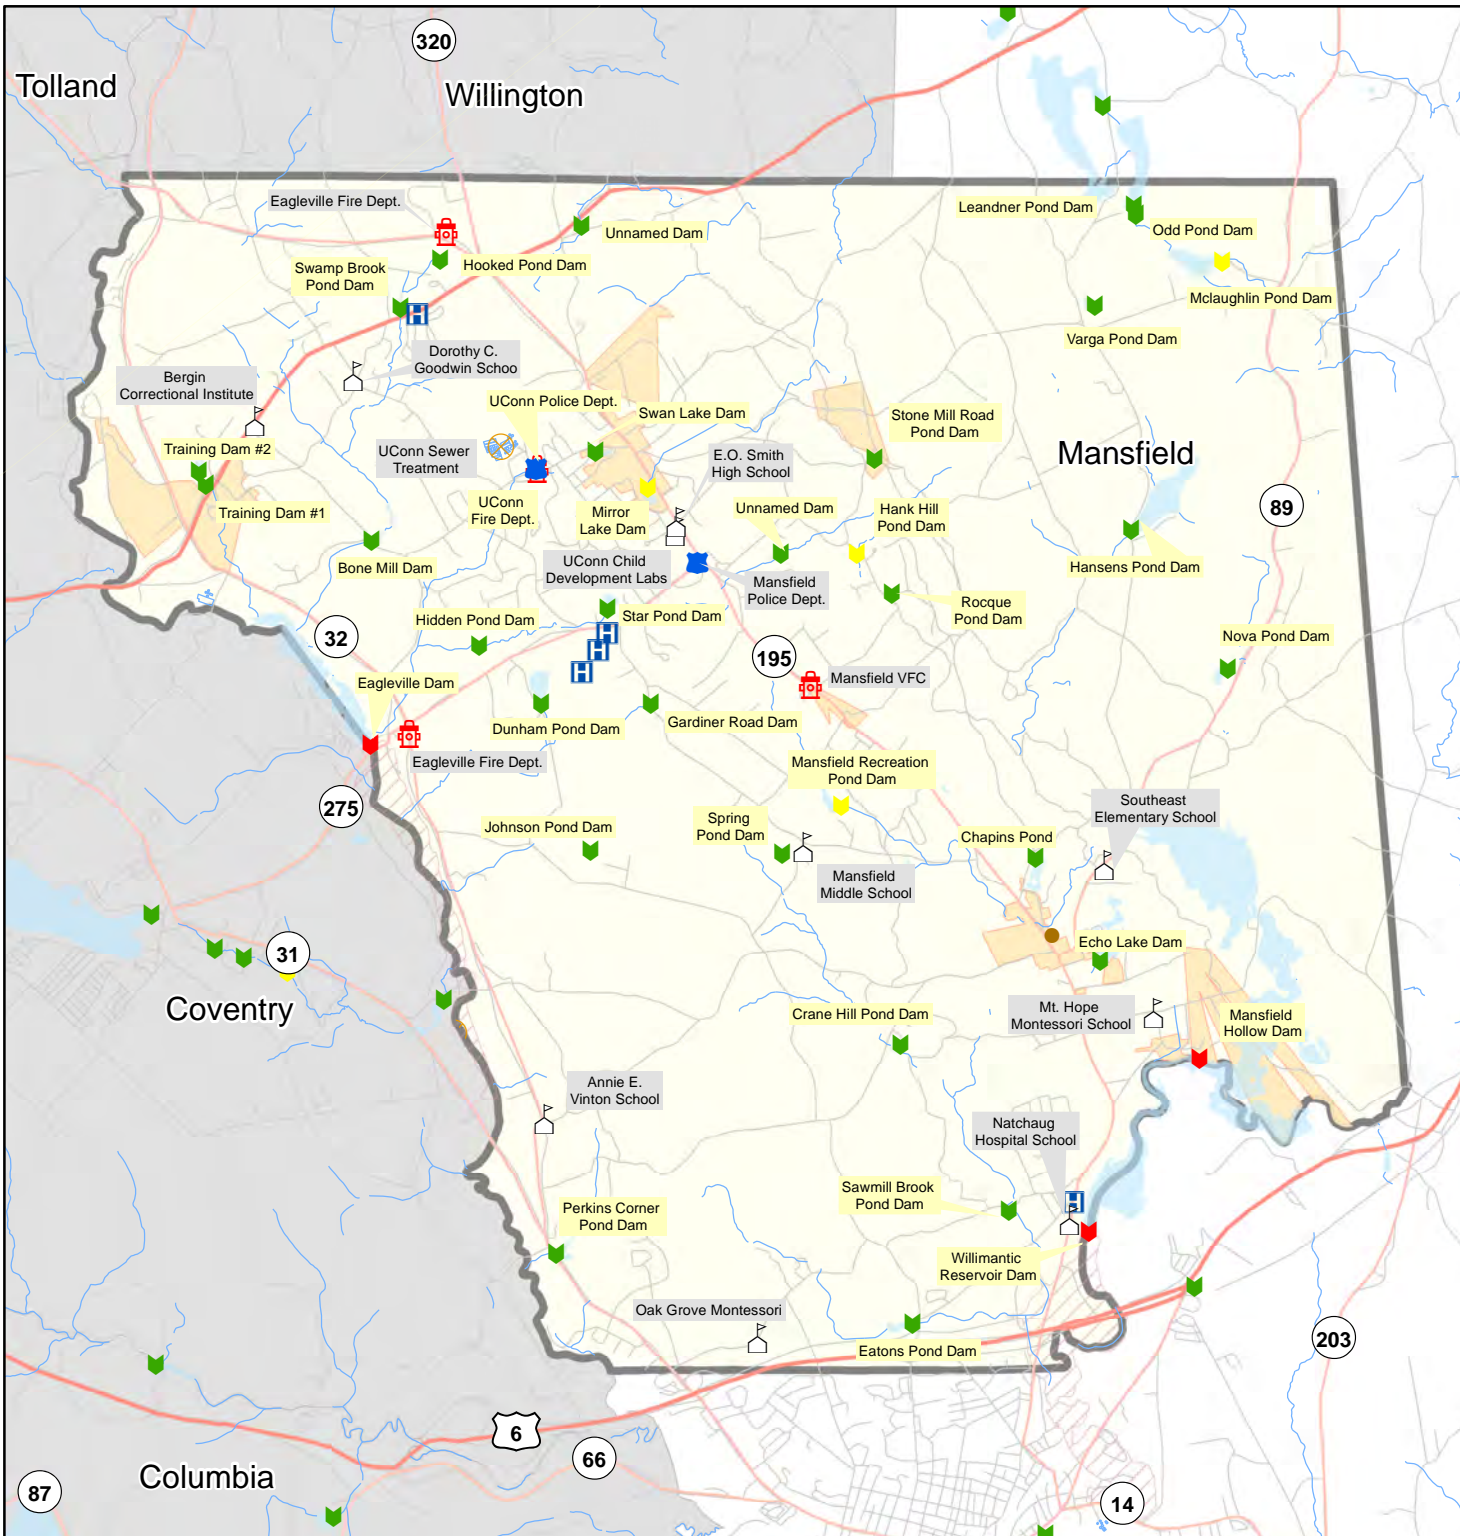 320
Tolland
Willington
Eagleville Fire Dept.
Unnamed Dam
Leandner Pond Dam
Odd Pond Dam
Hooked Pond Dam
Swamp Brook
Pond Dam
Mclaughlin Pond Dam
Varga Pond Dam
Dorothy C.
Goodwin Schoo
Bergin
Correctional Institute
UConn Police Dept.
Swan Lake Dam
Stone Mill Road
Pond Dam
Mansfield
Training Dam #2
UConn Sewer
Treatment
E.O. Smith
High School
Training Dam #1
UConn
Fire Dept.
Mirror
Lake Dam
Unnamed Dam
Hank Hill
Pond Dam
89
Bone Mill Dam
UConn Child
Development Labs
Mansfield
Police Dept.
Hansens Pond Dam
Rocque
Pond Dam
Hidden Pond Dam
Star Pond Dam
32
Nova Pond Dam
195
Eagleville Dam
Mansfield VFC
Dunham Pond Dam
Gardiner Road Dam
Eagleville Fire Dept.
Mansfield Recreation
Pond Dam
275
Southeast
Elementary School
Johnson Pond Dam
Spring
Pond Dam
Chapins Pond
Mansfield
Middle School
31
Echo Lake Dam
Coventry
Crane Hill Pond Dam
Mt. Hope
Montessori School
Mansfield
Hollow Dam
Annie E.
Vinton School
Natchaug
Hospital School
Sawmill Brook
Pond Dam
Perkins Corner
Pond Dam
Willimantic
Reservoir Dam
Oak Grove Montessori
Eatons Pond Dam
203
6
66
Columbia
87
14